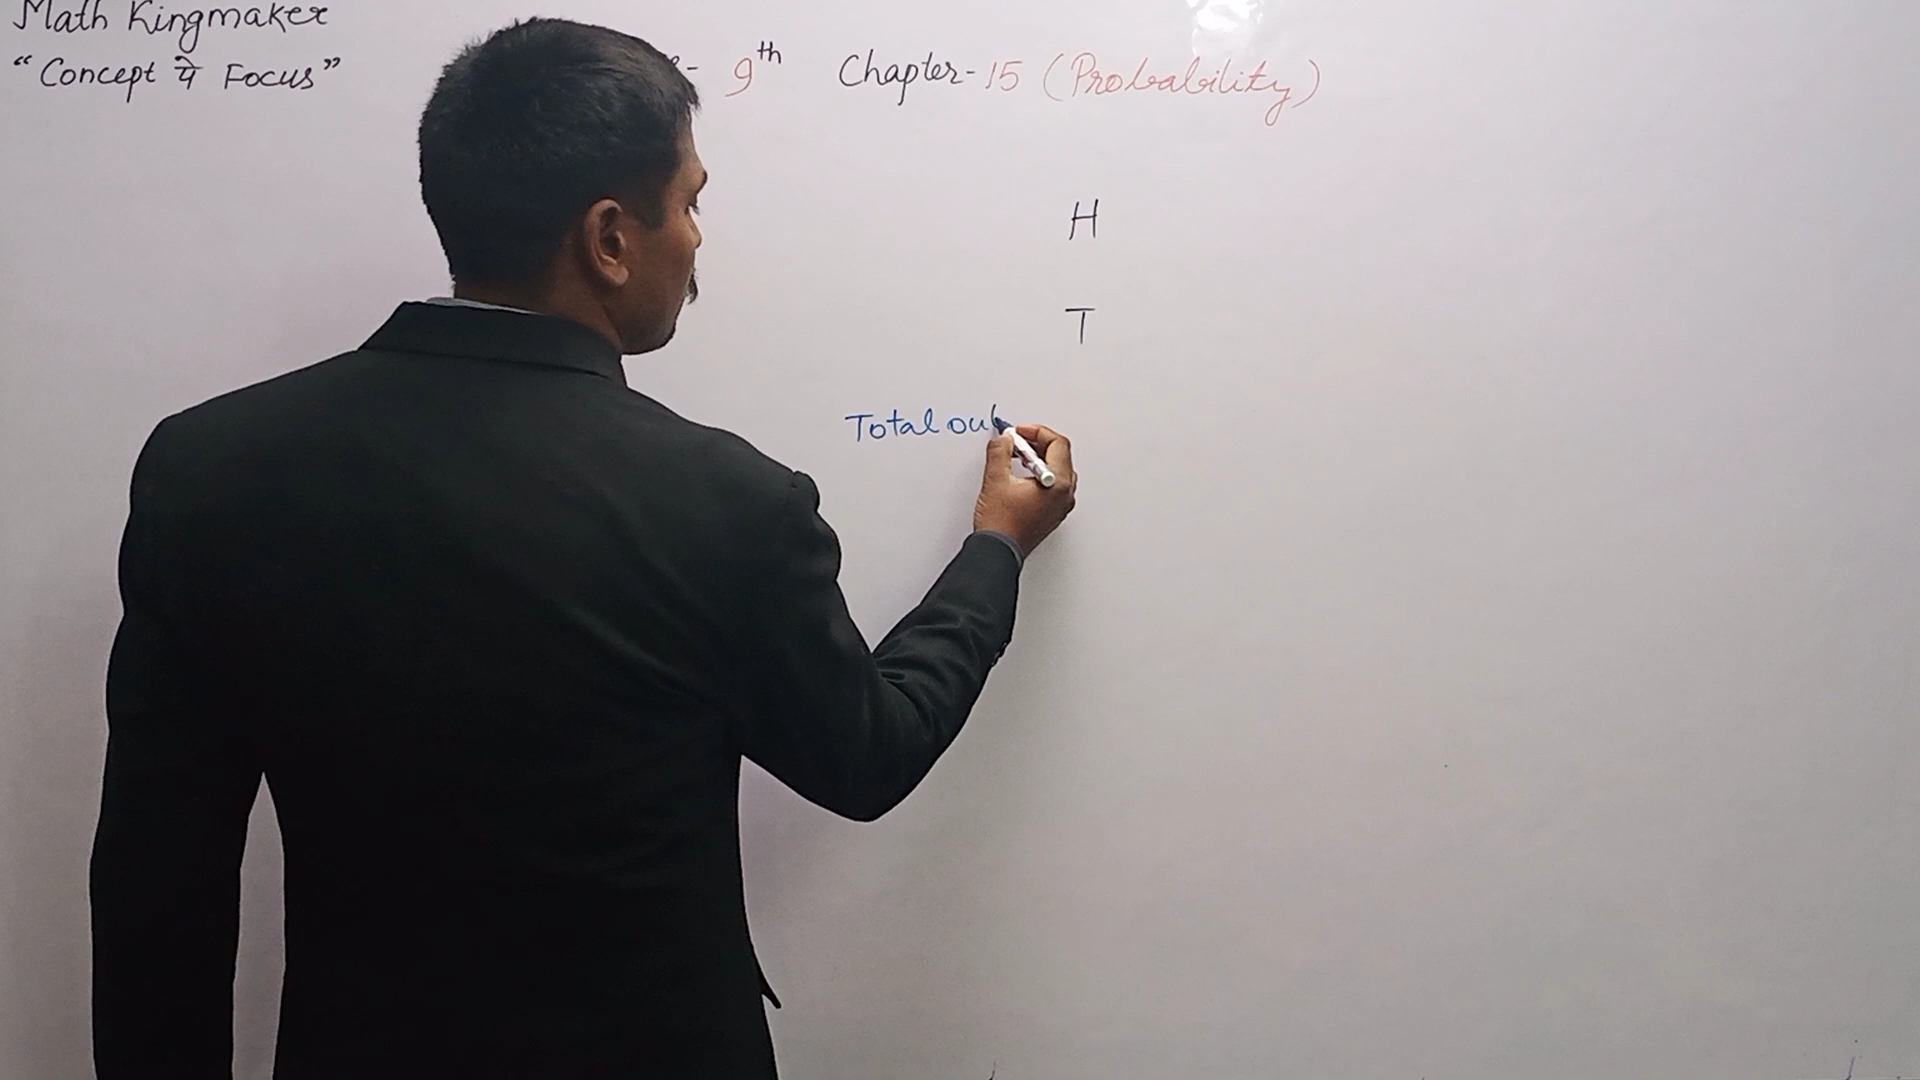 Math Kingmaker
"Concept पे Focus"
- 9th Chapter-15 (Probability)
H
T
Total out